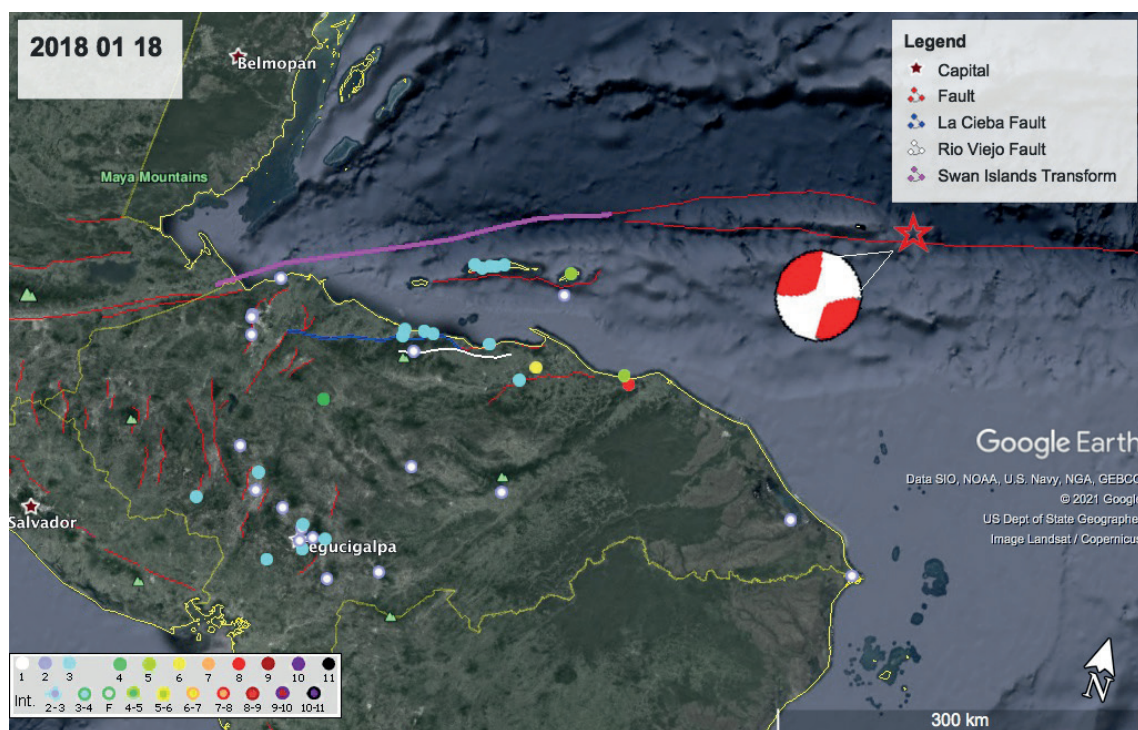 2018 01 18
Belmopan
Maya Mountains
Legend
Capital
Fault
La Cieba Fault
Rio Viejo Fault
Swan Islands Transform
Google Earth
Data SIO, NOAA, U.S. Navy, NGA, GEBCO
© 2021 Google
US Dept of State Geographer
Image Landsat / Copernicus
Salvador
egucigalpa
1 2 3 4 5 6 7 8 9 10 11
Int. 2-3 3-4 F 4-5 5-6 6-7 7-8 8-9 9-10 10-11
N
300 km